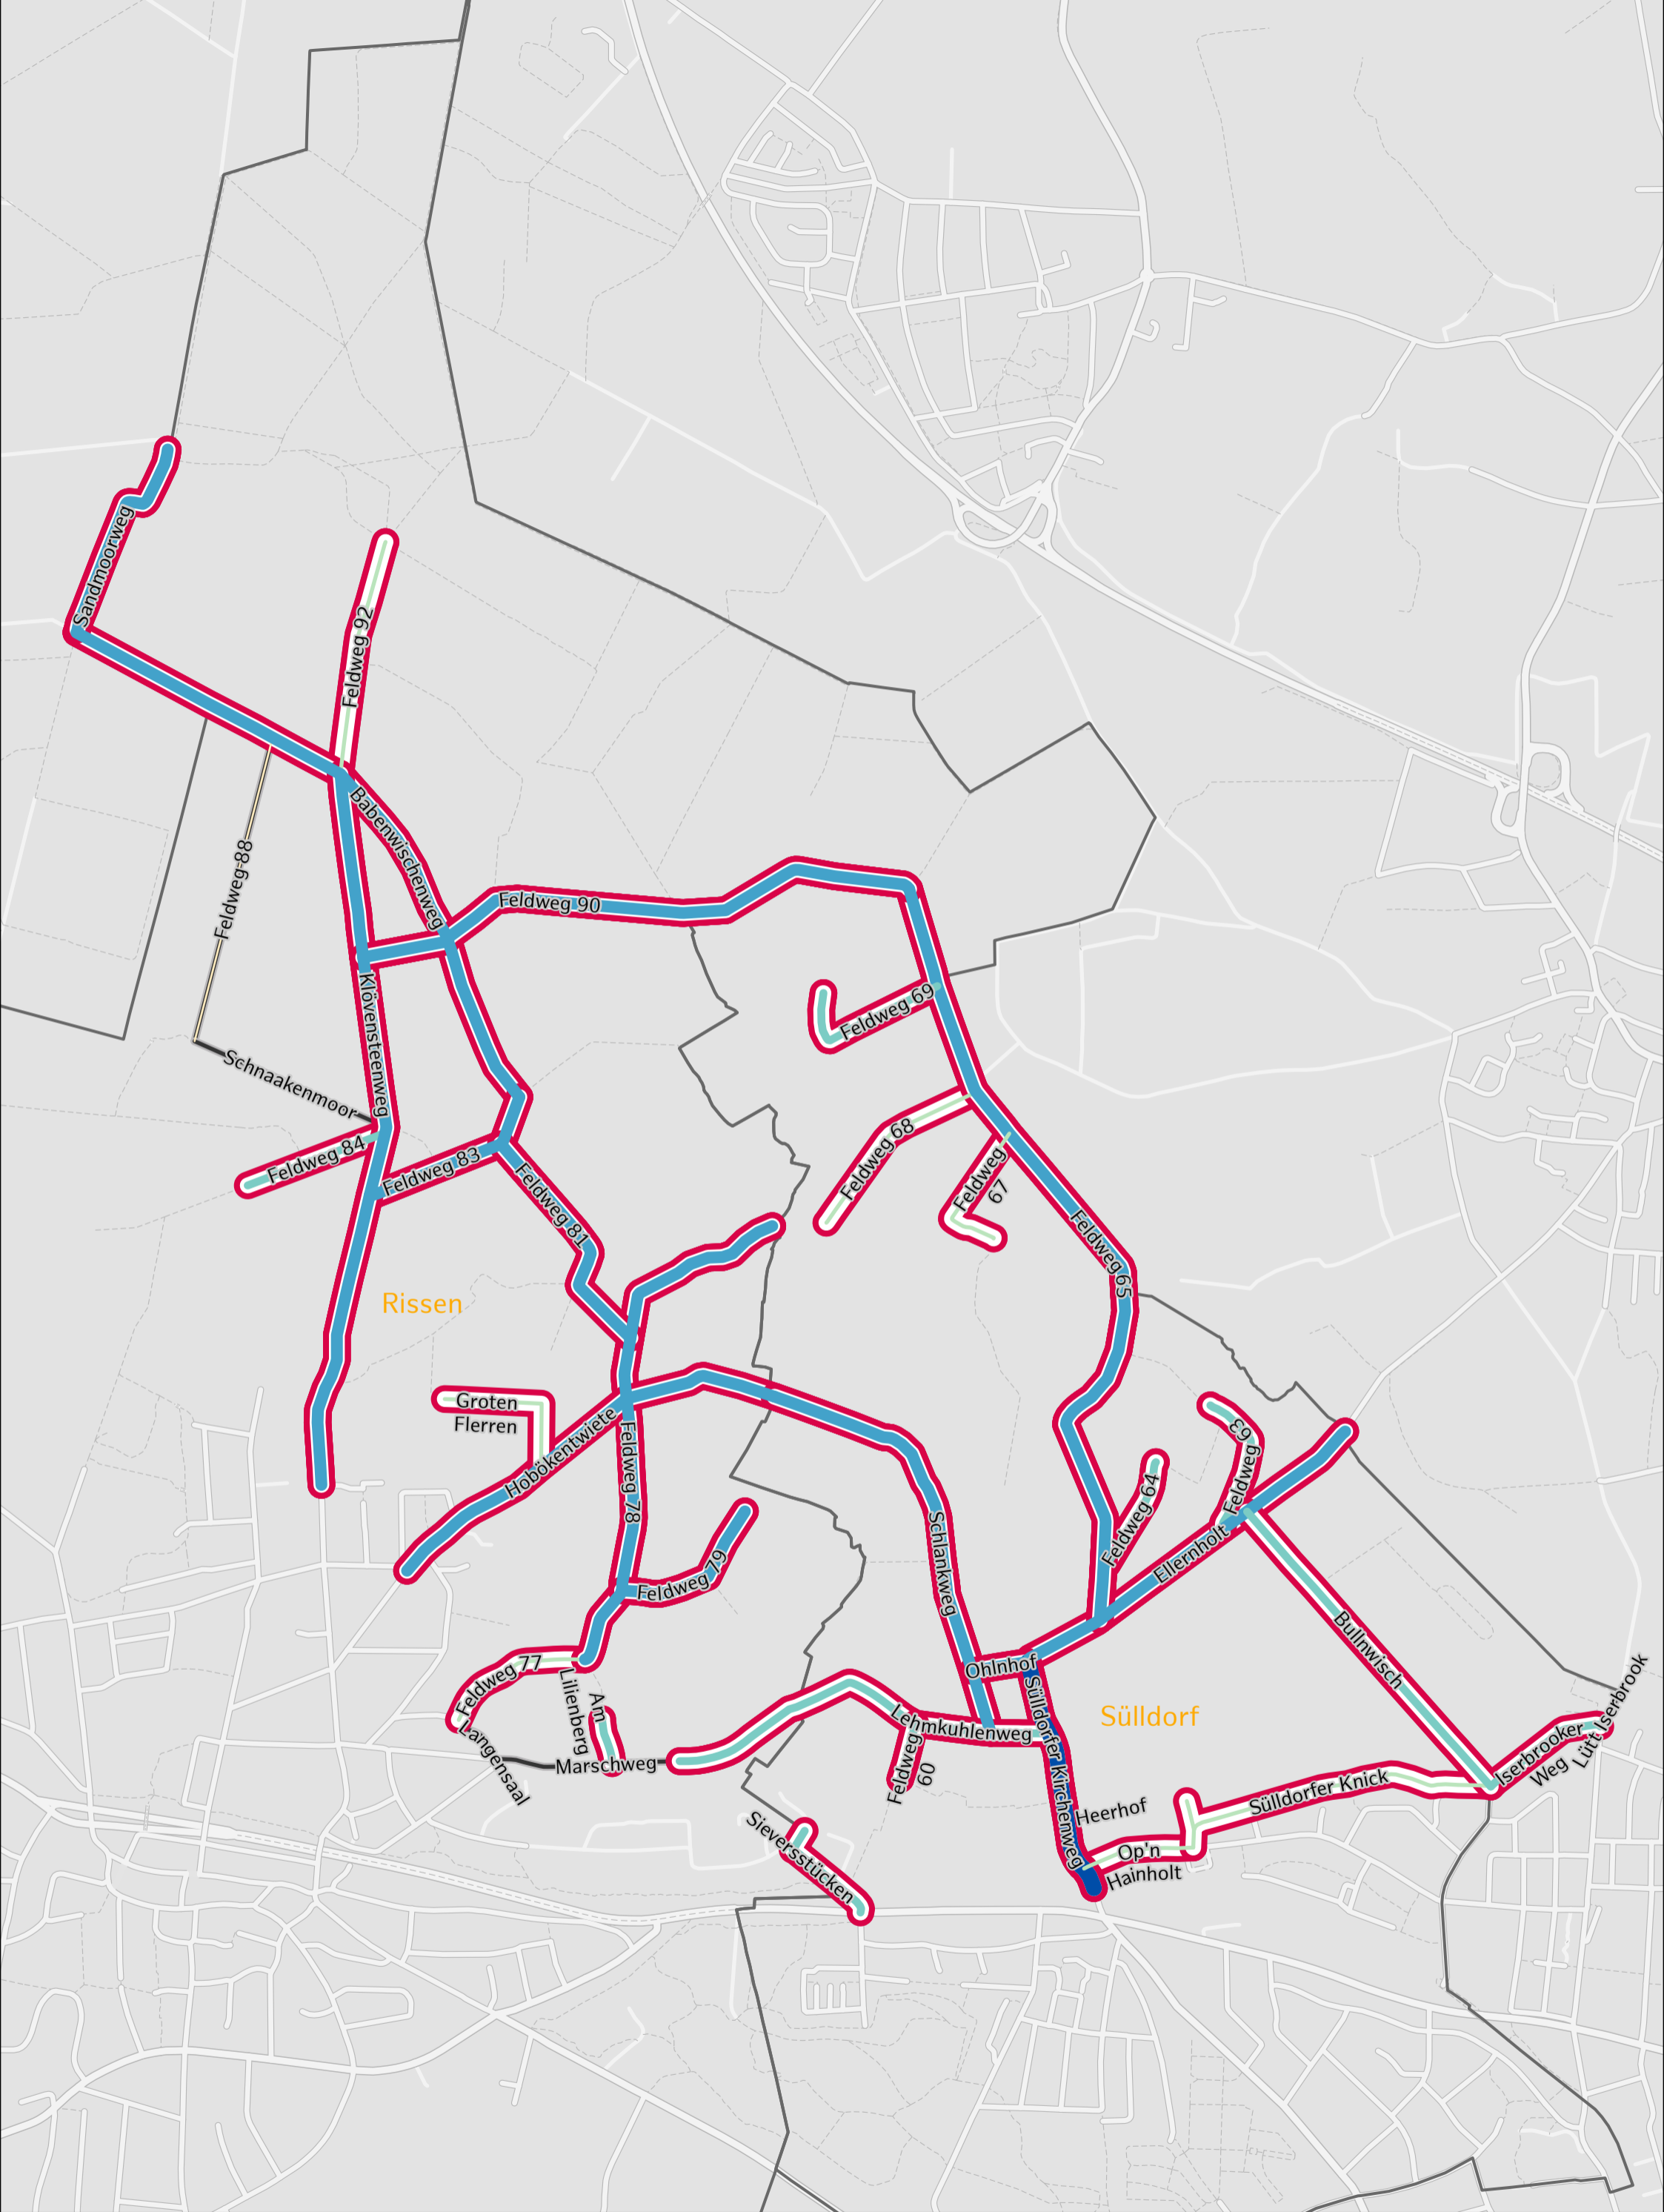 Sandmoorweg
Feldweg 92
Babenwischenweg
Feldweg 88
Feldweg 90
Klövensteenweg
Feldweg 69
Schnaakenmoor
Feldweg 84
Feldweg 83
Feldweg 68
Feldweg
67
Feldweg 81
Feldweg 65
Rissen
Groten
Flerren
Hobökentwiete
Feldweg 78
Feldweg 63
Feldweg 64
Schlankweg
Ellernholt
Feldweg 79
Bullnwisch
Feldweg 77
Lilienberg
Am
Ohlnhof
Sülldorfer Kirchenweg
Sülldorf
Lehmkuhlenweg
Langensaal
Marschweg
Feldweg
60
Iserbrooker
Weg
Lütt Iserbrook
Sülldorfer Knick
Heerhof
Sieversstücken
Op'n
Hainholt